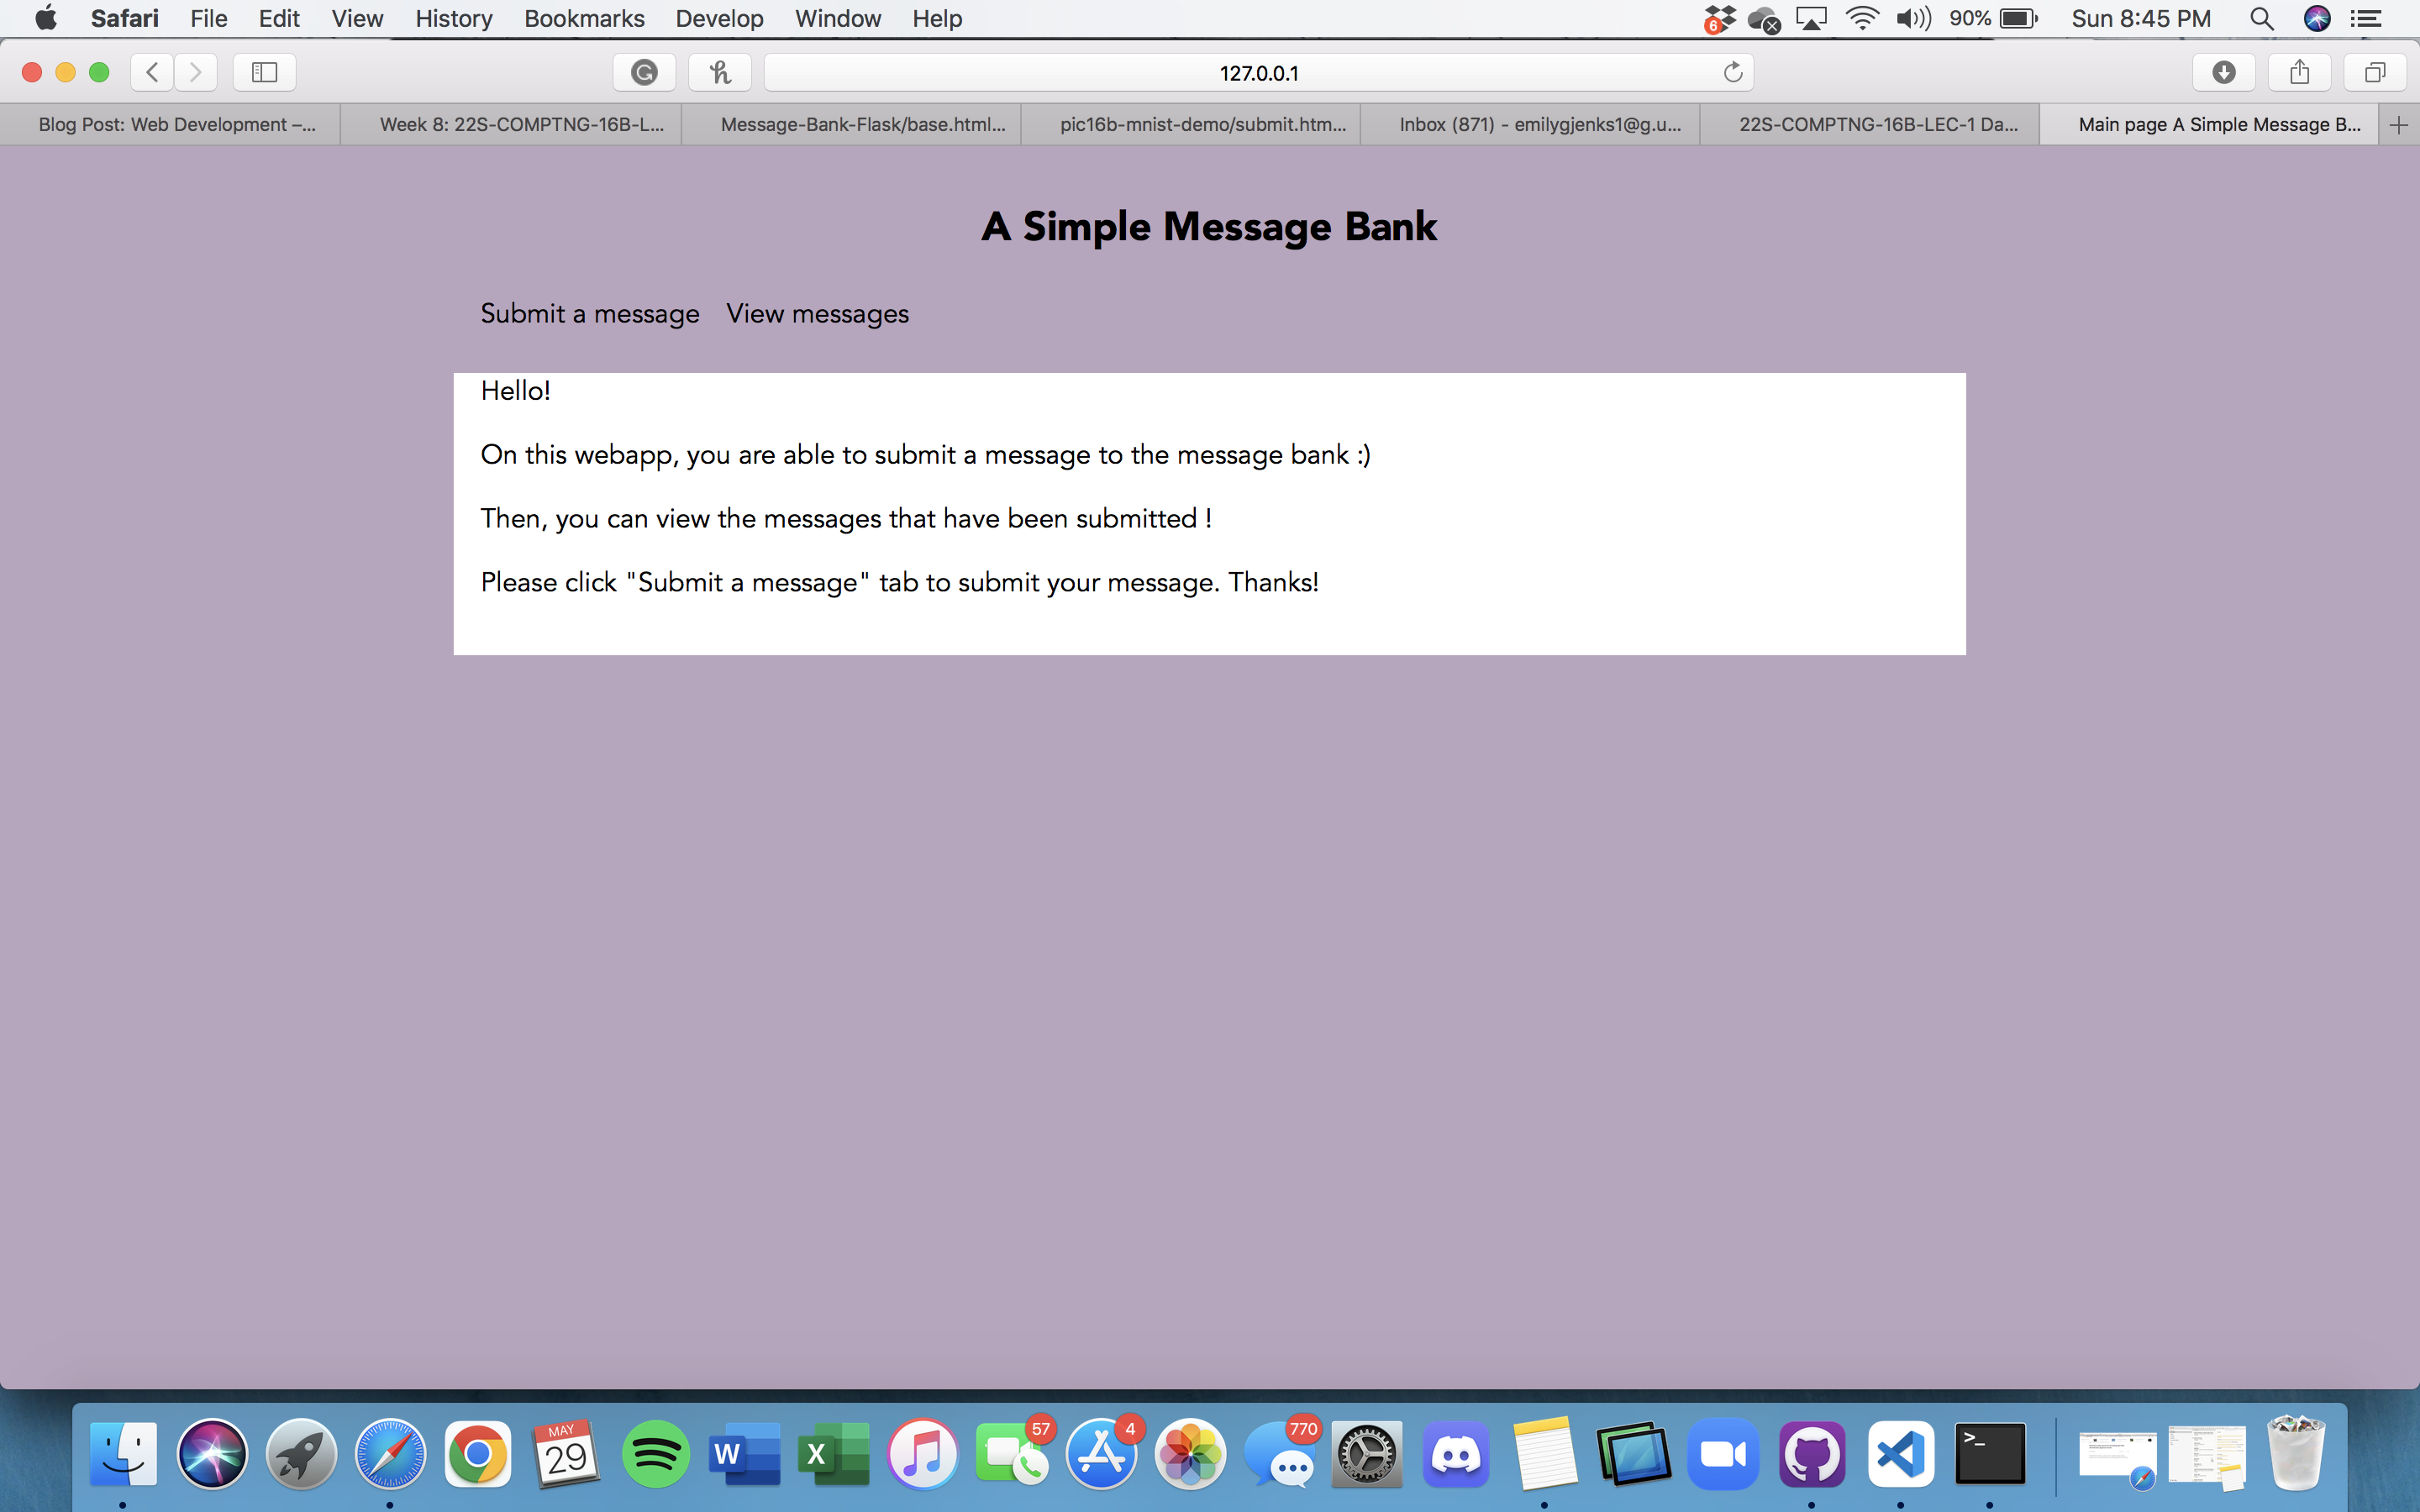 Safari File Edit View History Bookmarks Develop Window Help 6 90% Sun 8:45 PM
127.0.0.1
Blog Post: Web Development –... Week 8: 22S-COMPTNG-16B-L... Message-Bank-Flask/base.html... pic16b-mnist-demo/submit.htm... Inbox (871) - emilygjenks1@g.u... 22S-COMPTNG-16B-LEC-1 Da... Main page A Simple Message B...
A Simple Message Bank
Submit a message View messages
Hello!
On this webapp, you are able to submit a message to the message bank :)
Then, you can view the messages that have been submitted !
Please click "Submit a message" tab to submit your message. Thanks!
MAY 57 4 770
29 W X >_